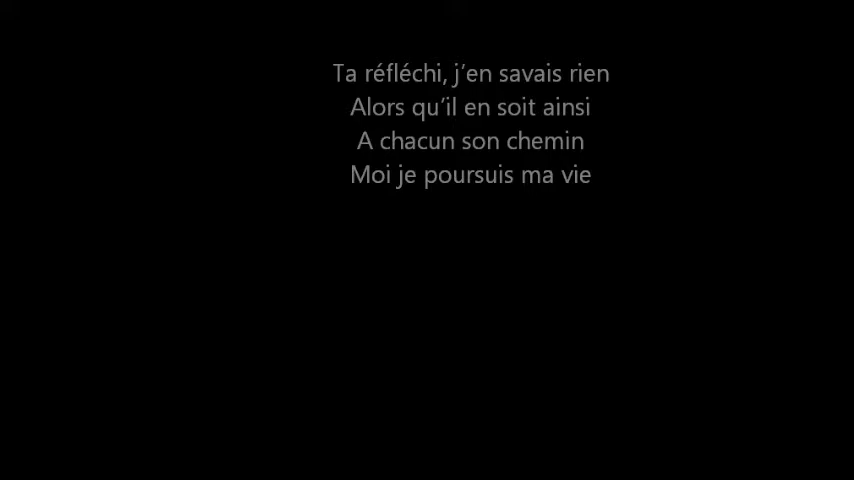 Ta réfléchi, j'en savais rien
Alors qu'il en soit ainsi
A chacun son chemin
Moi je poursuis ma vie